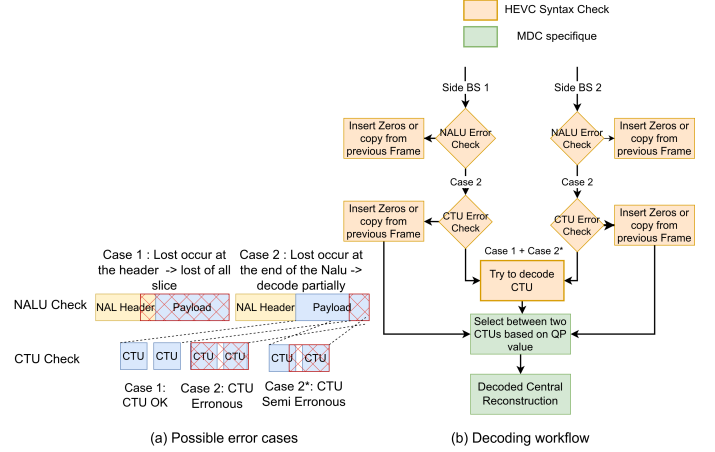 HEVC Syntax Check
MDC specifique
Side BS 1
Side BS 2
Insert Zeros or
copy from
previous Frame
NALU Error
Check
NALU Error
Check
Insert Zeros or
copy from
previous Frame
Case 2
Case 2
Insert Zeros or
copy from
previous Frame
CTU Error
Check
CTU Error
Check
Insert Zeros or
copy from
previous Frame
Case 1 + Case 2*
Try to decode
CTU
Select between two
CTUs based on QP
value
Decoded Central
Reconstruction
Case 1 : Lost occur at
the header -> lost of all
slice
Case 2 : Lost occur at
the end of the Nalu ->
decode partially
NALU Check
NAL Header
Payload
NAL Header
Payload
CTU Check
CTU
CTU
CTU
CTU
CTU
CTU
Case 1:
CTU OK
Case 2: CTU
Erronous
Case 2*: CTU
Semi Erronous
(a) Possible error cases
(b) Decoding workflow